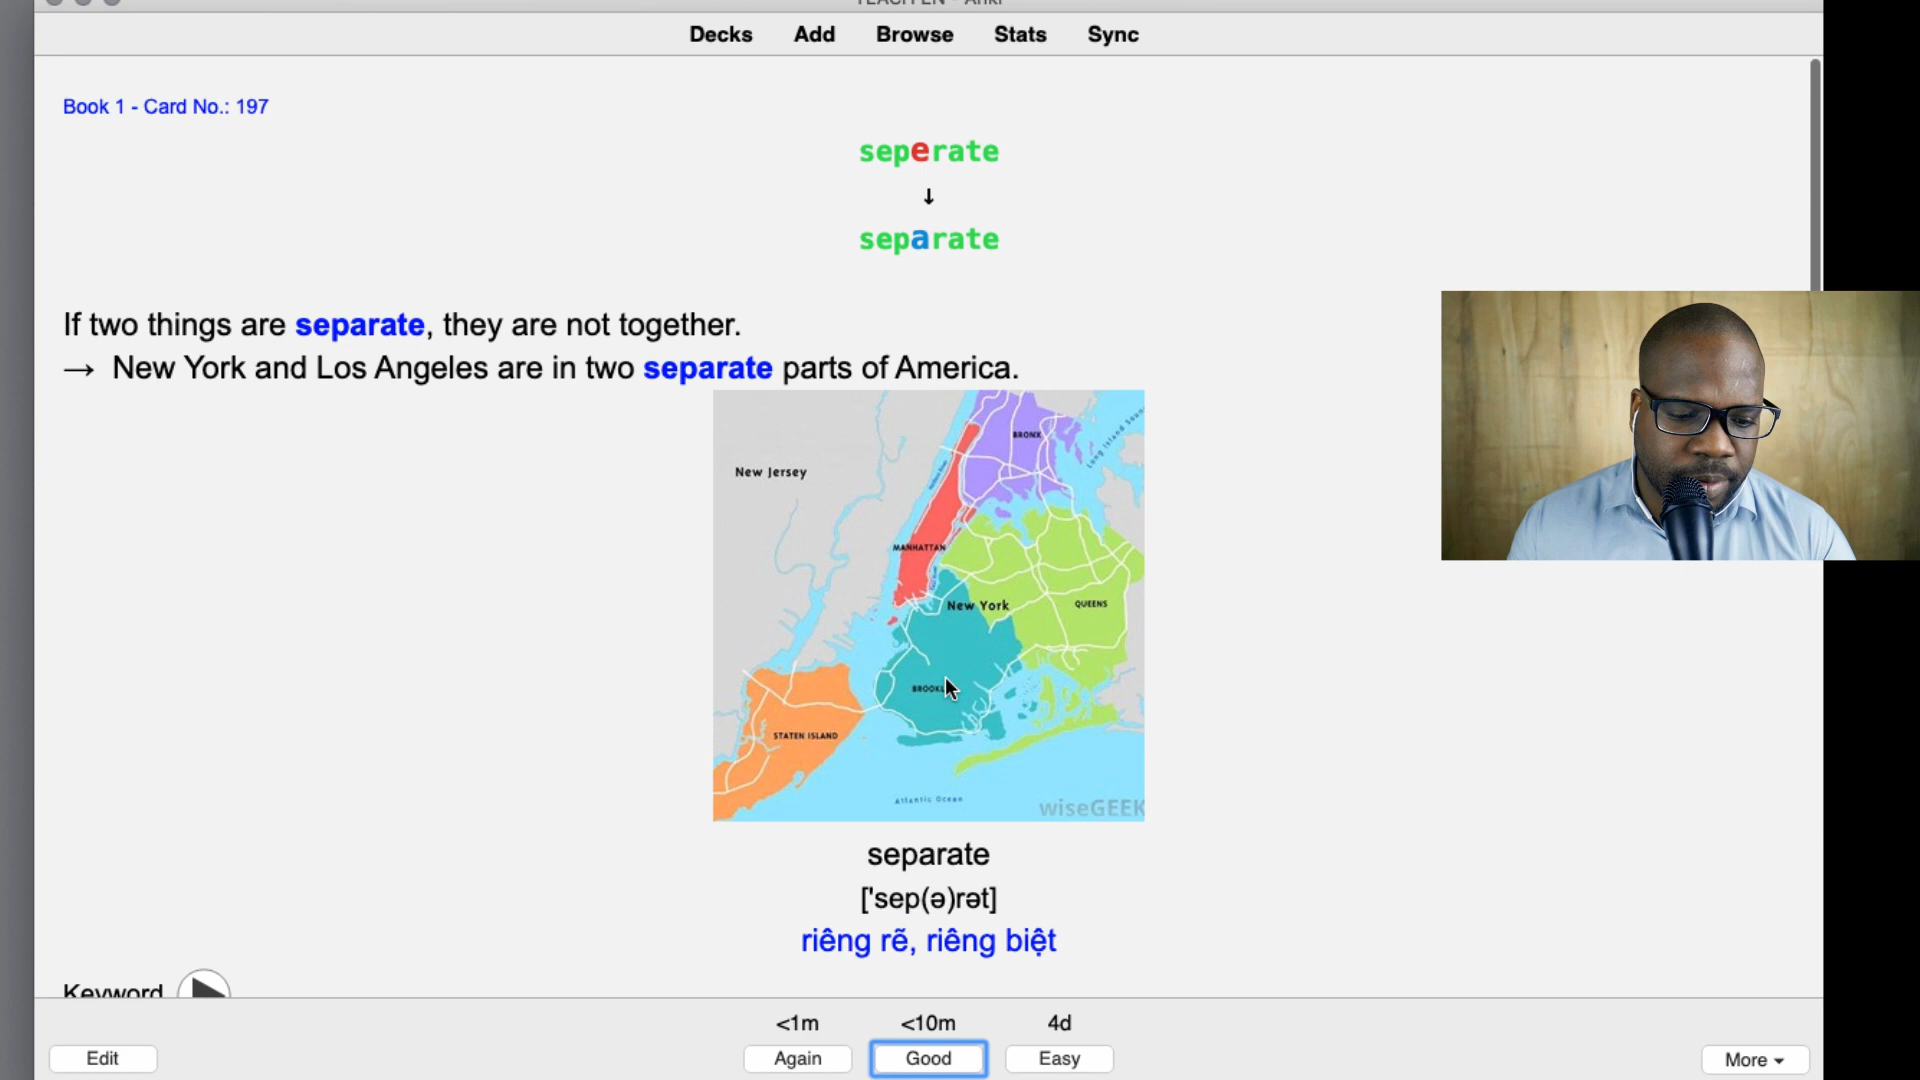 Decks Add Browse Stats Sync
Book 1 - Card No.: 197
seperate
↓
separate
If two things are separate, they are not together.
→ New York and Los Angeles are in two separate parts of America.
BRONX
New Jersey
MANHATTAN
New York
QUEENS
STATEN ISLAND
Atlantic Ocean
wiseGEEK
separate
['sep(ə)rət]
riêng rẽ, riêng biệt
Keyword
<1m <10m 4d
Edit Again Good Easy More